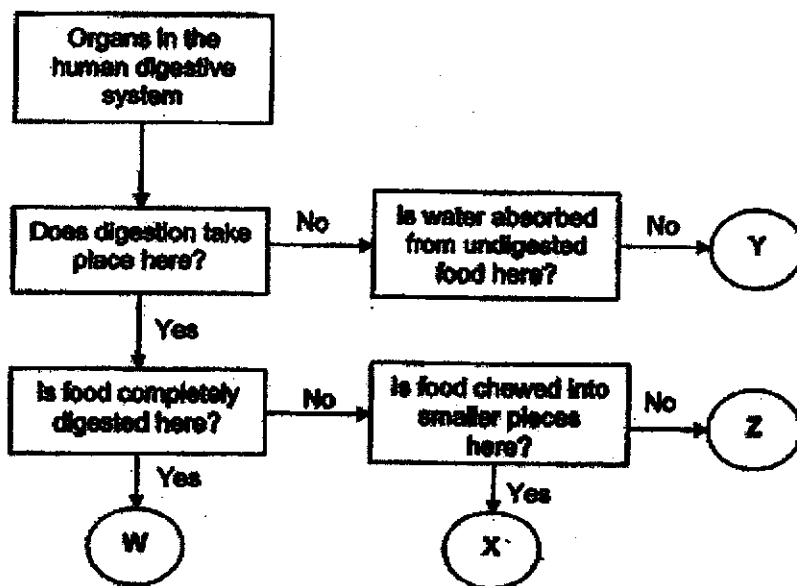 Organs in the
human digestive
system
Does digestion take
place here?
No
Is water absorbed
from undigested
food here?
No
Y
Yes
Is food completely
digested here?
No
Is food chewed into
smaller pieces
here?
No
Z
Yes
W
Yes
X